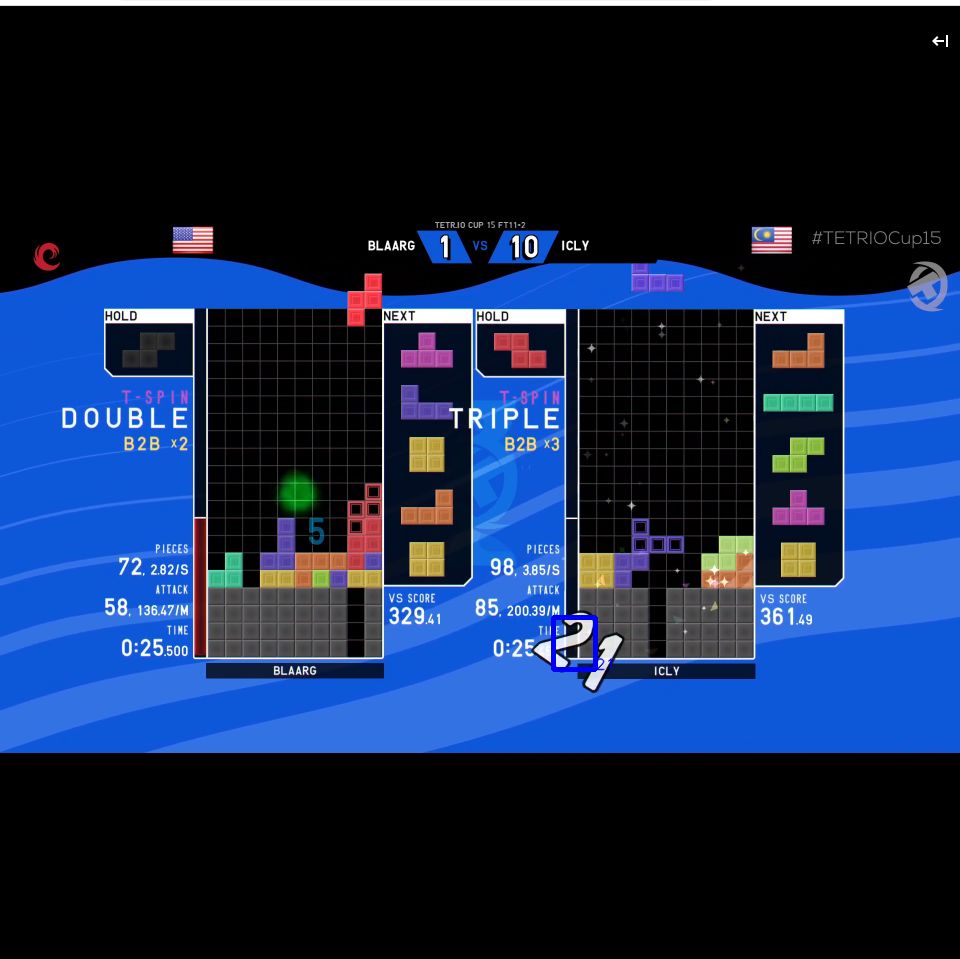 TETR.IO CUP 15 FT11-2
BLAARG 1 VS 10 ICLY
#TETRIOCup15
HOLD
NEXT
T-SPIN
DOUBLE
B2B x2
5
PIECES
72, 2.82/S
ATTACK
58, 136.47/M
TIME
0:25.500
VS SCORE
329.41
BLAARG
HOLD
NEXT
T-SPIN
TRIPLE
B2B x3
PIECES
98, 3.85/S
ATTACK
85, 200.39/M
0:25
VS SCORE
361.49
21
ICLY